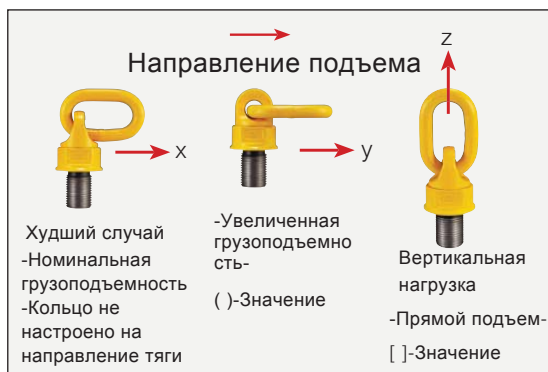 Направление подъема
z
x
y
Худший случай
-Номинальная
грузоподъемность
-Кольцо не
настроено на
направление тяги
-Увеличенная
грузоподъемно
сть-
( )-Значение
Вертикальная
нагрузка
-Прямой подъем-
[ ]-Значение